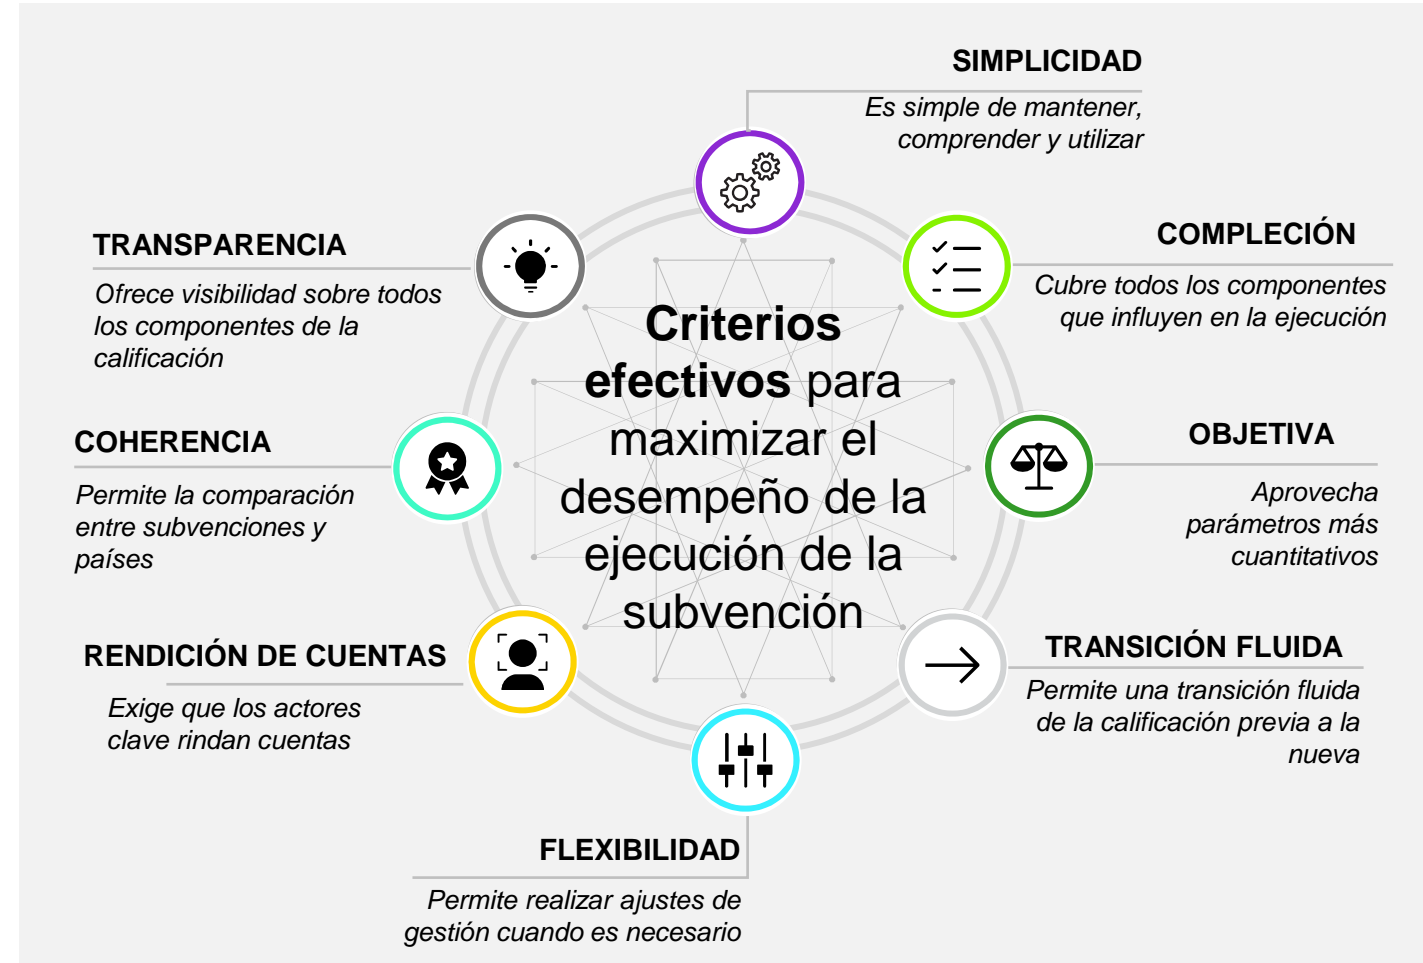 SIMPLICIDAD
Es simple de mantener,
comprender y utilizar
COMPLECIÓN
Cubre todos los componentes
que influyen en la ejecución
OBJETIVA
Aprovecha
parámetros más
cuantitativos
TRANSICIÓN FLUIDA
Permite una transición fluida
de la calificación previa a la
nueva
FLEXIBILIDAD
Permite realizar ajustes de
gestión cuando es necesario
RENDICIÓN DE CUENTAS
Exige que los actores
clave rindan cuentas
COHERENCIA
Permite la comparación
entre subvenciones y
países
TRANSPARENCIA
Ofrece visibilidad sobre todos
los componentes de la
calificación
Criterios
efectivos para
maximizar el
desempeño de la
ejecución de la
subvención